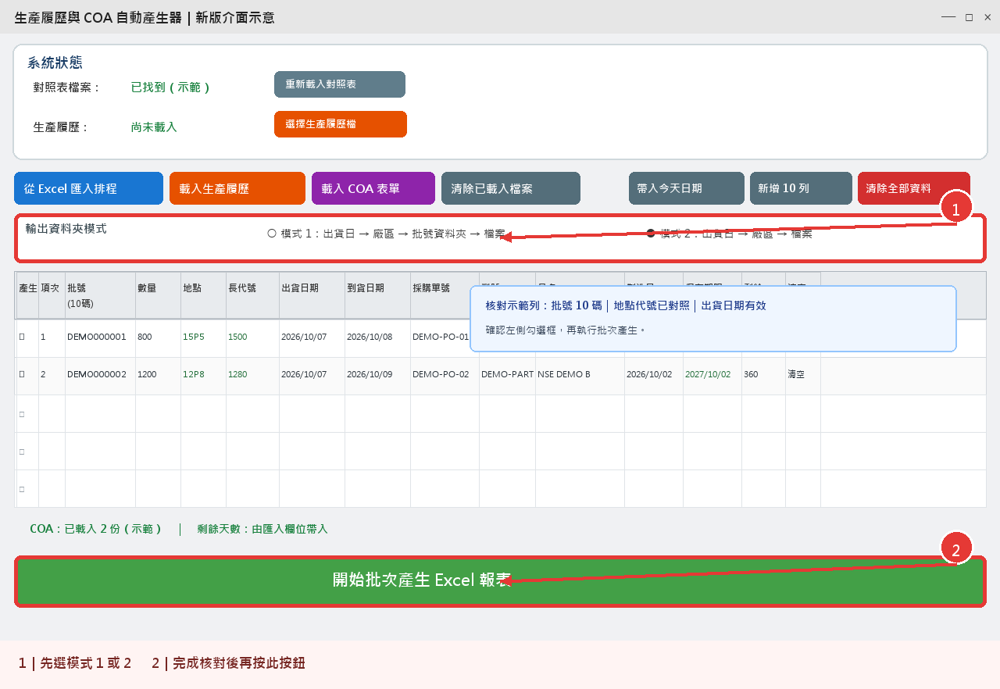 生產履歷與 COA 自動產生器 | 新版介面示意
系統狀態
對照表檔案： 已找到（示範） 重新載入對照表
生產履歷： 尚未載入 選擇生產履歷檔
從 Excel 匯入排程 載入生產履歷 載入 COA 表單 清除已載入檔案 帶入今天日期 新增 10 列 清除全部資料
1
輸出資料夾模式 ○ 模式 1：出貨日 → 廠區 → 批號資料夾 → 檔案 ● 模式 2：出貨日 → 廠區 → 檔案
產生 項次 批號 數量 地點 長代號 出貨日期 到貨日期 採購單號
(10碼)
核對示範列：批號 10 碼 | 地點代號已對照 | 出貨日期有效
確認左側勾選框，再執行批次產生。
1 DEMO000001 800 15P5 1500 2026/10/07 2026/10/08 DEMO-PO-01
2 DEMO000002 1200 12P8 1280 2026/10/07 2026/10/09 DEMO-PO-02 DEMO-PART NSE DEMO B 2026/10/02 2027/10/02 360 清空
COA：已載入 2 份（示範） | 剩餘天數：由匯入欄位帶入
2
開始批次產生 Excel 報表
1 | 先選模式 1 或 2 2 | 完成核對後再按此按鈕